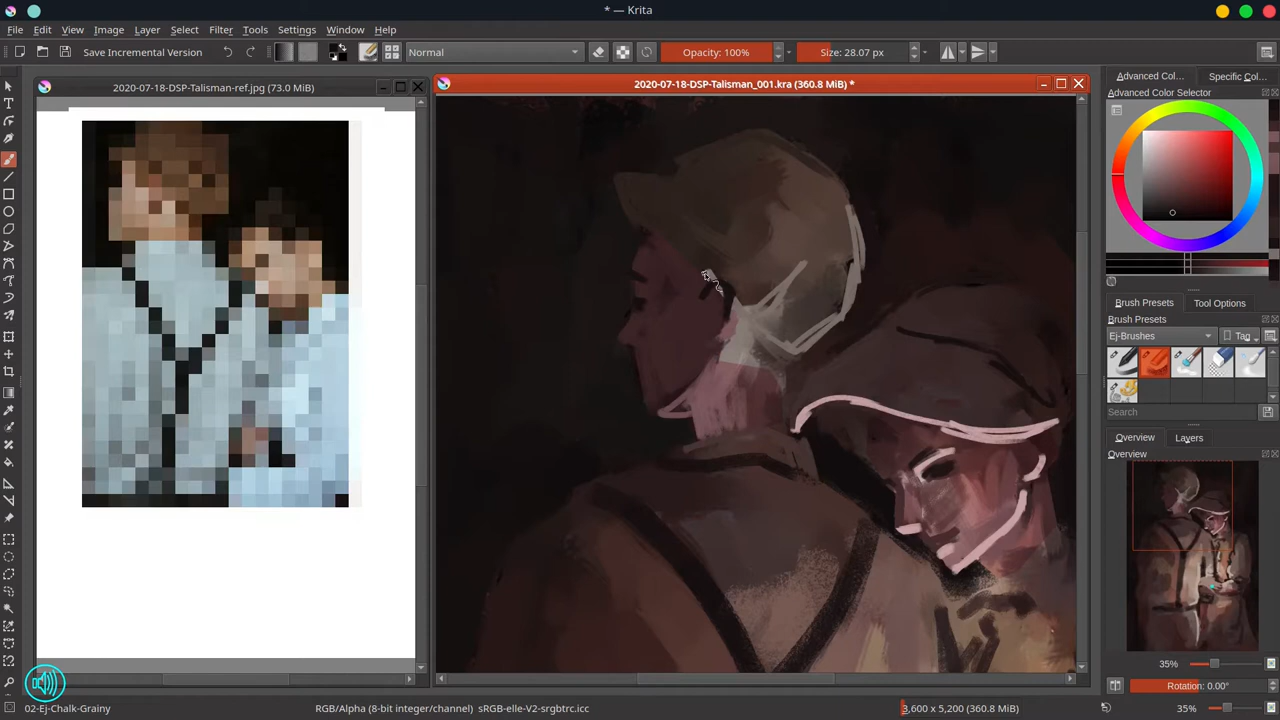 * — Krita
File Edit View Image Layer Select Filter Tools Settings Window Help
Save Incremental Version Normal Opacity: 100% Size: 28.07 px
2020-07-18-DSP-Talisman-ref.jpg (73.0 MiB)
2020-07-18-DSP-Talisman_001.kra (360.8 MiB) *
Advanced Col... Specific Col...
Advanced Color Selector
Brush Presets Tool Options
Brush Presets
Ej-Brushes Tag
Search
Overview Layers
Overview
35%
Rotation: 0.00°
02-Ej-Chalk-Grainy RGB/Alpha (8-bit integer/channel) sRGB-elle-V2-srgbtrc.icc 3,600 x 5,200 (360.8 MiB) 35%